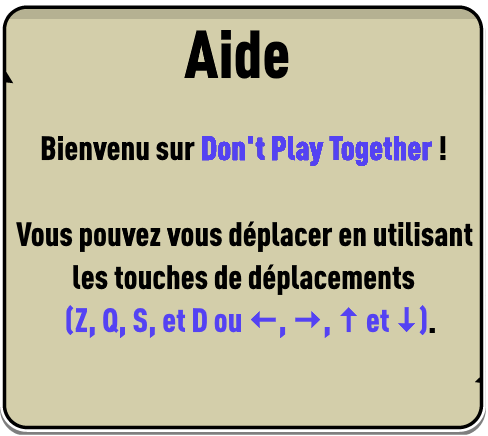 Aide
Bienvenu sur Don't Play Together !
Vous pouvez vous déplacer en utilisant
les touches de déplacements
(Z, Q, S, et D ou ←, →, ↑ et ↓).